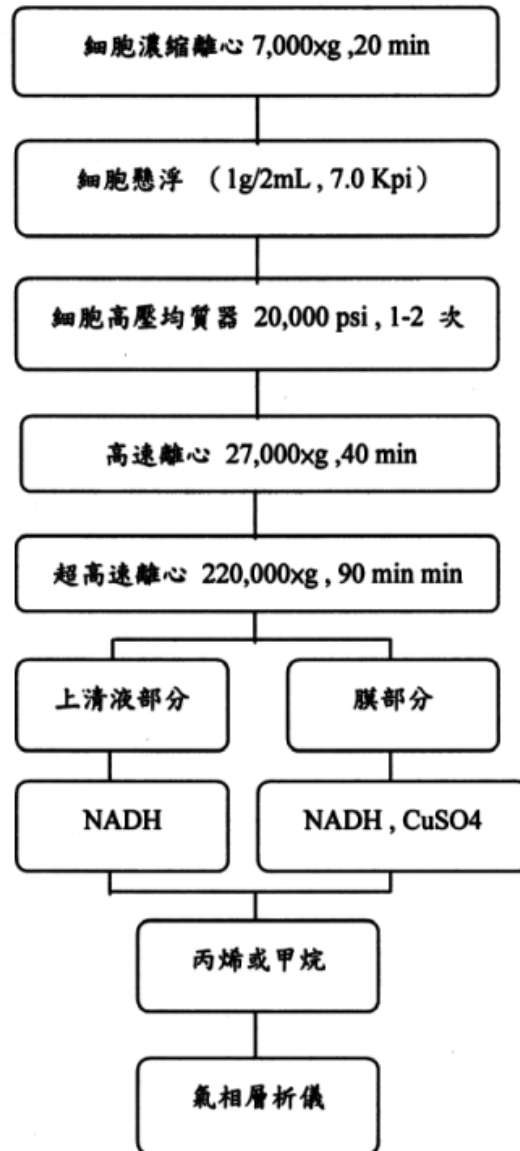 細胞濃縮離心 7,000×g ,20 min
細胞懸浮 （1g/2mL , 7.0 Kpi）
細胞高壓均質器 20,000 psi , 1-2 次
高速離心 27,000×g ,40 min
超高速離心 220,000×g , 90 min min
上清液部分
膜部分
NADH
NADH , CuSO4
丙烯或甲烷
氣相層析儀